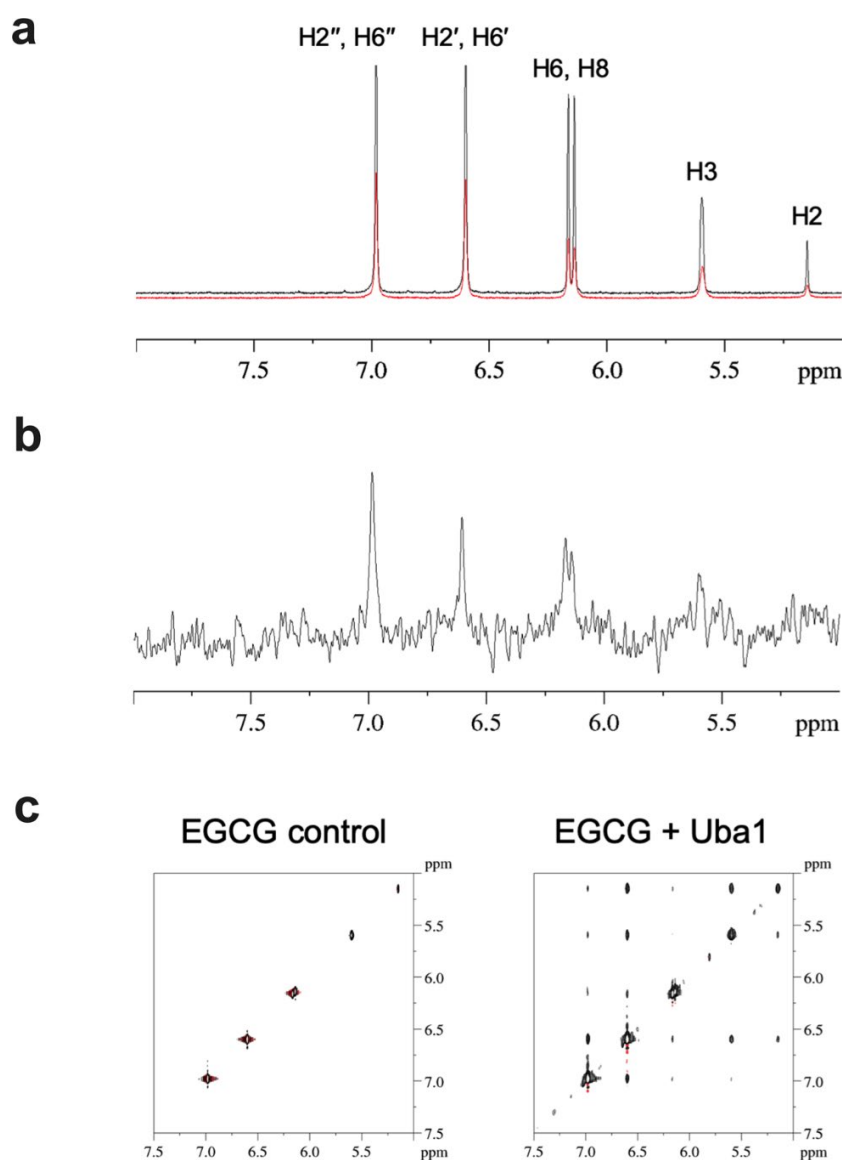 a
H2″, H6″ H2′, H6′
H6, H8
H3
H2
7.5 7.0 6.5 6.0 5.5 ppm
b
7.5 7.0 6.5 6.0 5.5 ppm
c
EGCG control EGCG + Uba1
ppm ppm
5.5 5.5
6.0 6.0
6.5 6.5
7.0 7.0
7.5 7.5
7.5 7.0 6.5 6.0 5.5 ppm 7.5 7.0 6.5 6.0 5.5 ppm